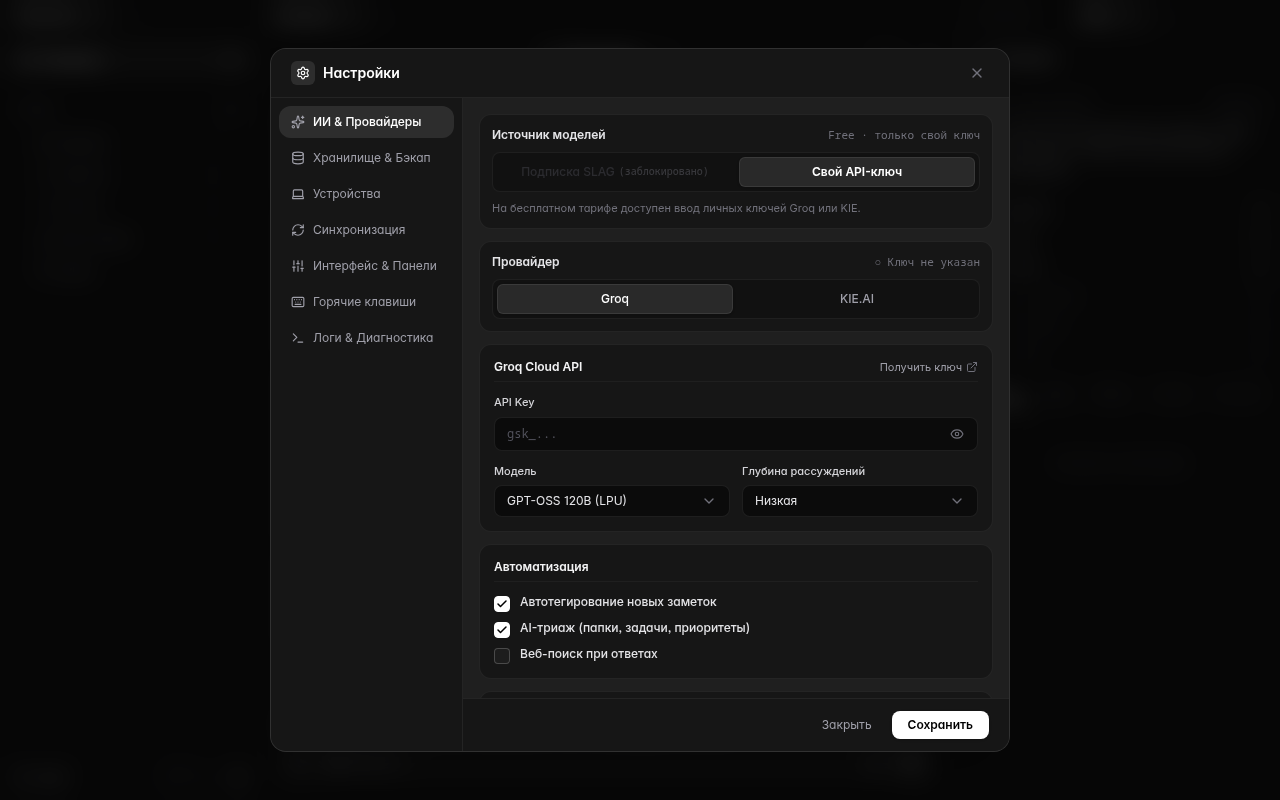 Настройки
ИИ & Провайдеры
Хранилище & Бэкап
Устройства
Синхронизация
Интерфейс & Панели
Горячие клавиши
Логи & Диагностика
Источник моделей
Free · только свой ключ
Подписка SLAG (заблокировано)
Свой API-ключ
На бесплатном тарифе доступен ввод личных ключей Groq или KIE.
Провайдер
○ Ключ не указан
Groq
KIE.AI
Groq Cloud API
Получить ключ
API Key
gsk_...
Модель
Глубина рассуждений
GPT-OSS 120B (LPU)
Низкая
Автоматизация
Автотегирование новых заметок
AI-триаж (папки, задачи, приоритеты)
Веб-поиск при ответах
Закрыть
Сохранить